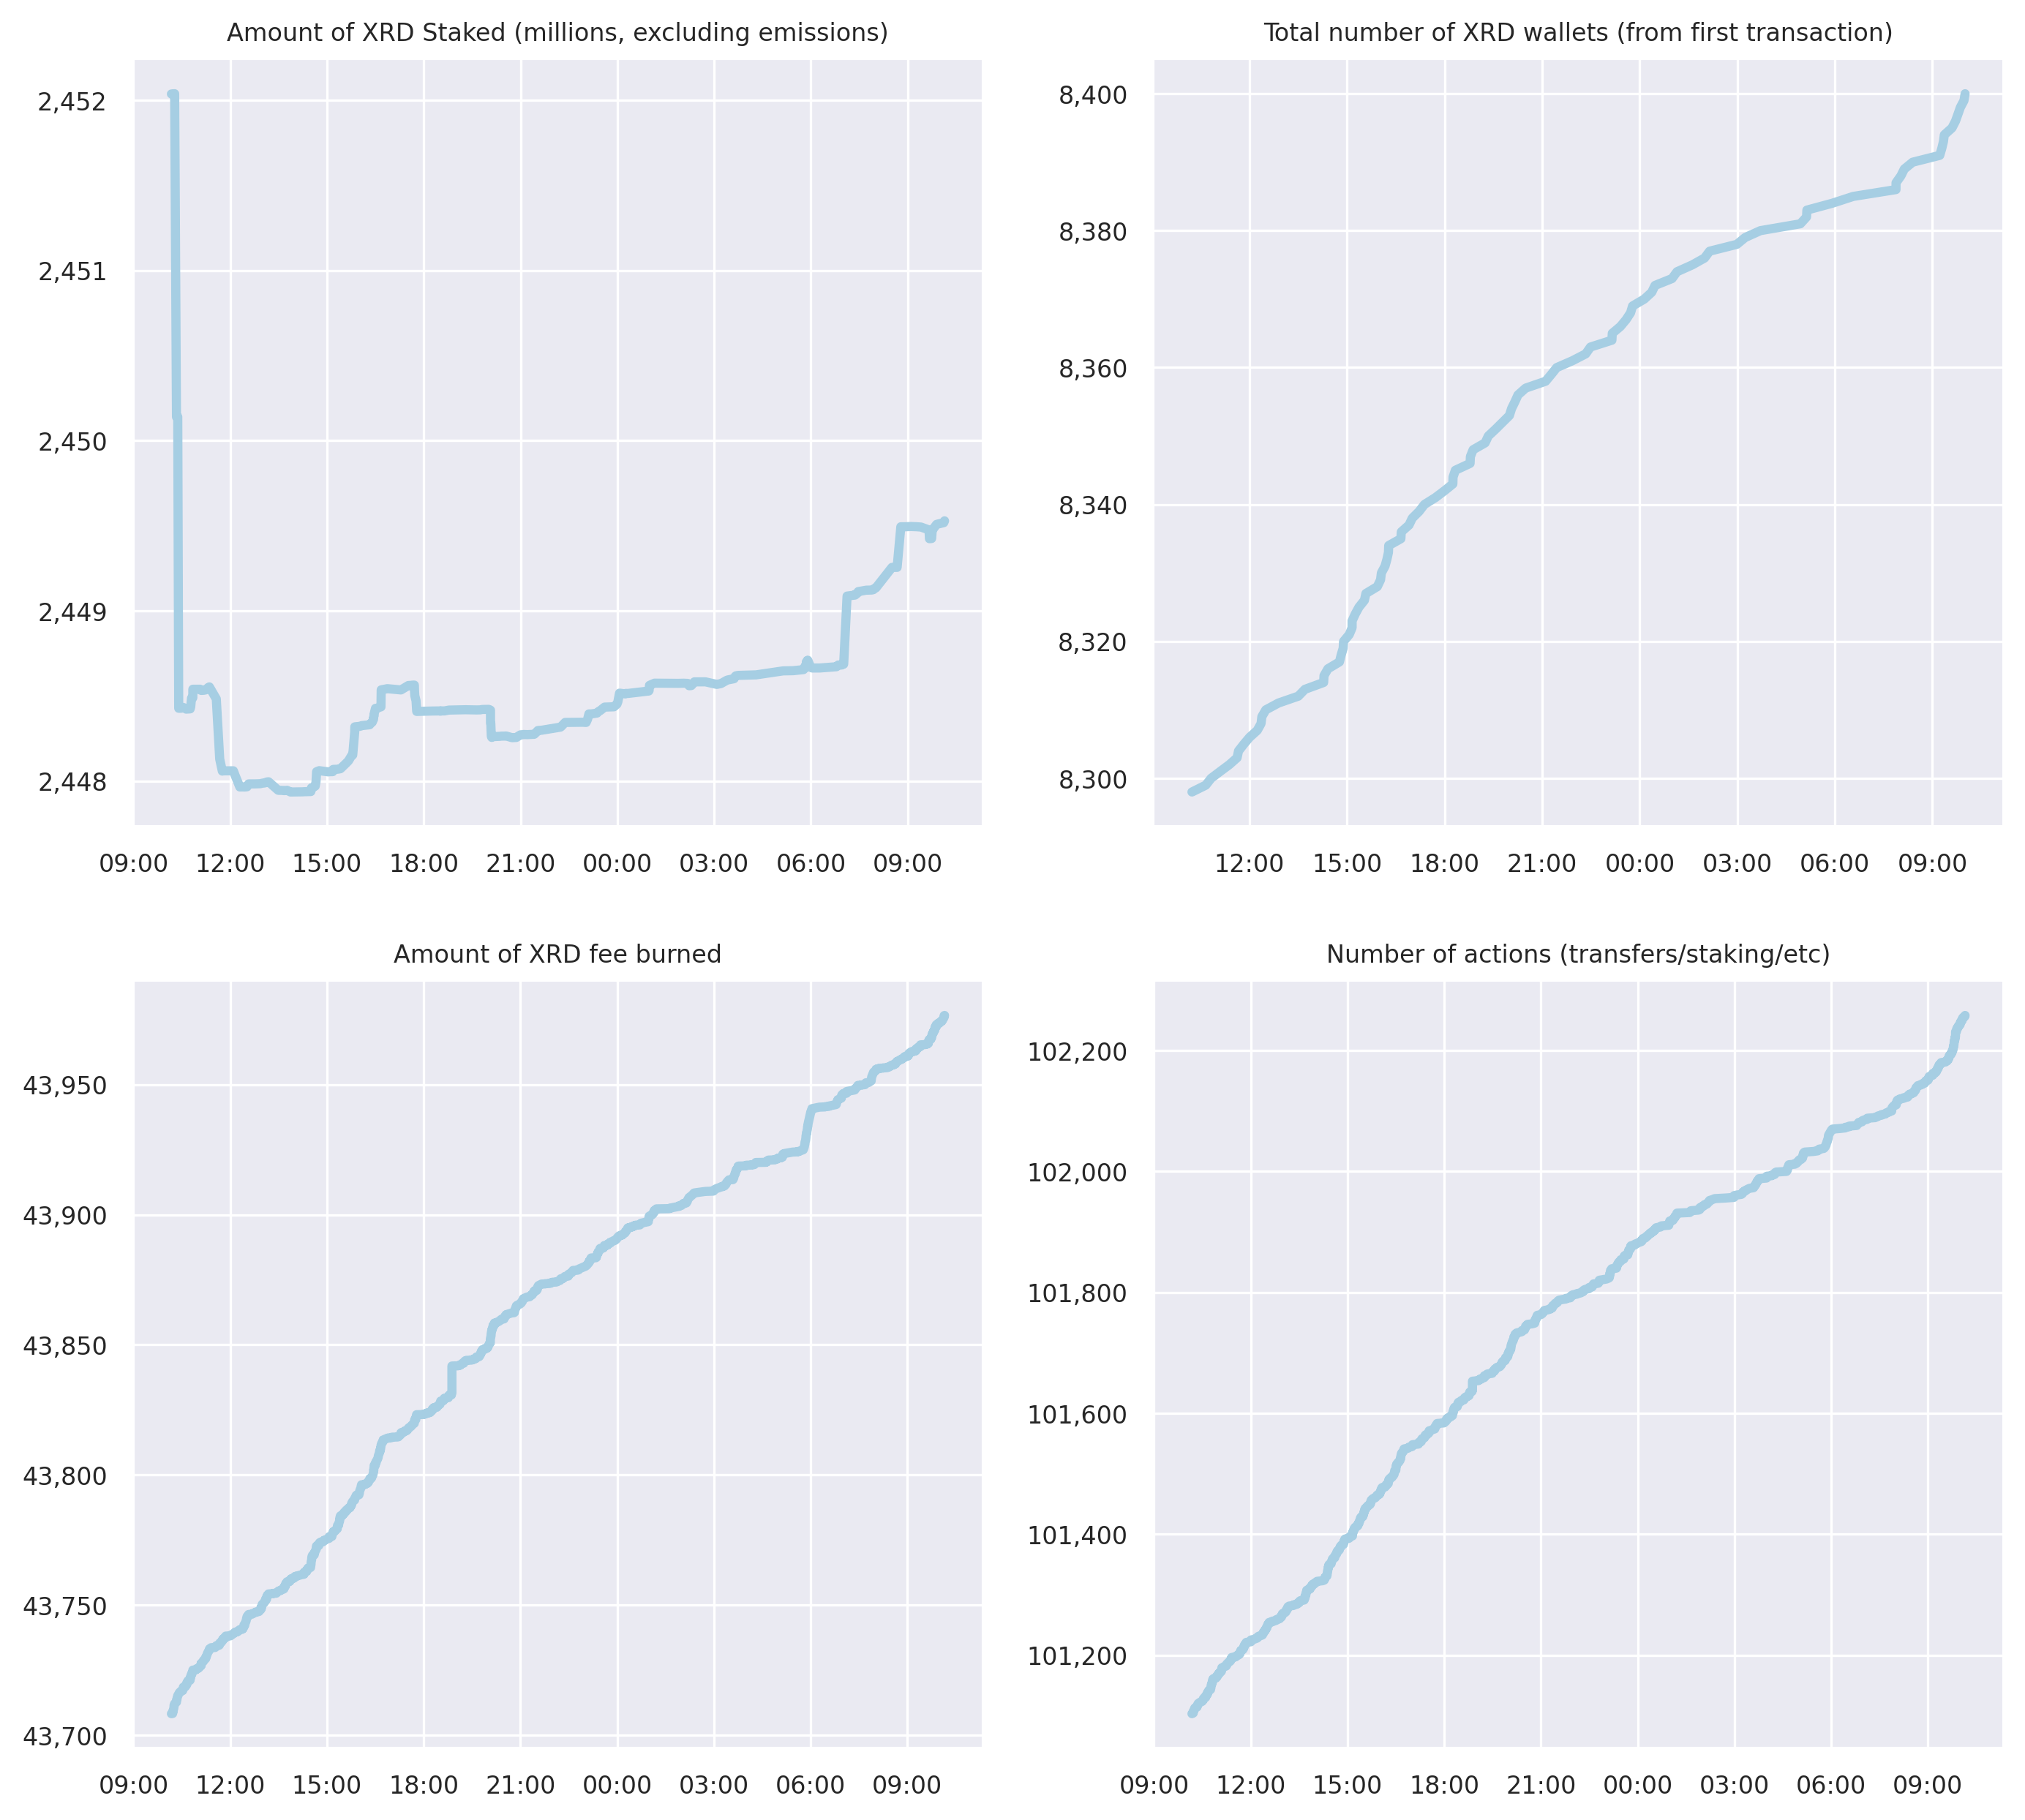 Amount of XRD Staked (millions, excluding emissions)
2,452
2,451
2,450
2,449
2,448
09:00 12:00 15:00 18:00 21:00 00:00 03:00 06:00 09:00
Total number of XRD wallets (from first transaction)
8,400
8,380
8,360
8,340
8,320
8,300
12:00 15:00 18:00 21:00 00:00 03:00 06:00 09:00
Amount of XRD fee burned
43,950
43,900
43,850
43,800
43,750
43,700
09:00 12:00 15:00 18:00 21:00 00:00 03:00 06:00 09:00
Number of actions (transfers/staking/etc)
102,200
102,000
101,800
101,600
101,400
101,200
09:00 12:00 15:00 18:00 21:00 00:00 03:00 06:00 09:00